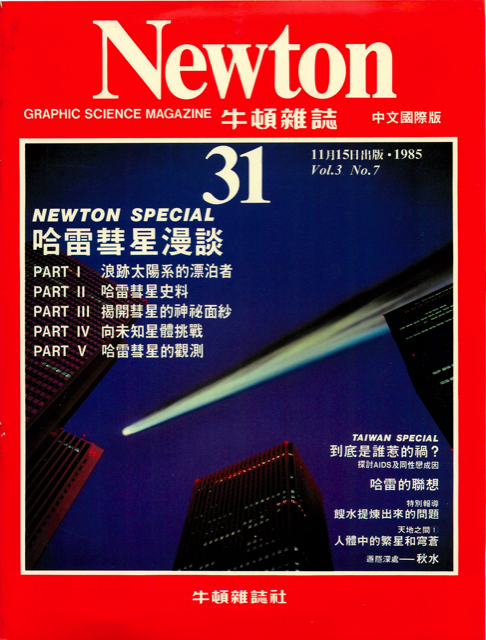 Newton
GRAPHIC SCIENCE MAGAZINE 牛頓雜誌 中文國際版
31
11月15日出版・1985
Vol.3 No.7
NEWTON SPECIAL
哈雷彗星漫談
PART I 浪跡太陽系的漂泊者
PART II 哈雷彗星史料
PART III 揭開彗星的神祕面紗
PART IV 向未知星體挑戰
PART V 哈雷彗星的觀測
TAIWAN SPECIAL
到底是誰惹的禍？
探討AIDS及同性戀成因
哈雷的聯想
特別報導
餿水提煉出來的問題
天地之間！
人體中的繁星和穹蒼
邃隱深處——秋水
牛頓雜誌社